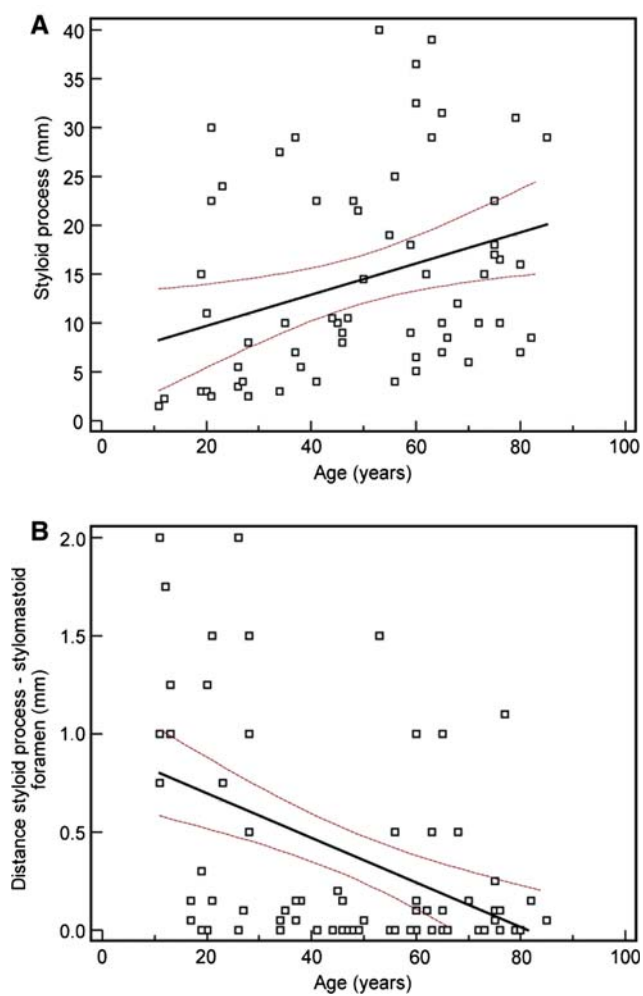 A
40
35
30
25
20
15
10
5
0
Styloid process (mm)
0 20 40 60 80 100
Age (years)
B
2.0
1.5
1.0
0.5
0.0
Distance styloid process - stylomastoid
foramen (mm)
0 20 40 60 80 100
Age (years)